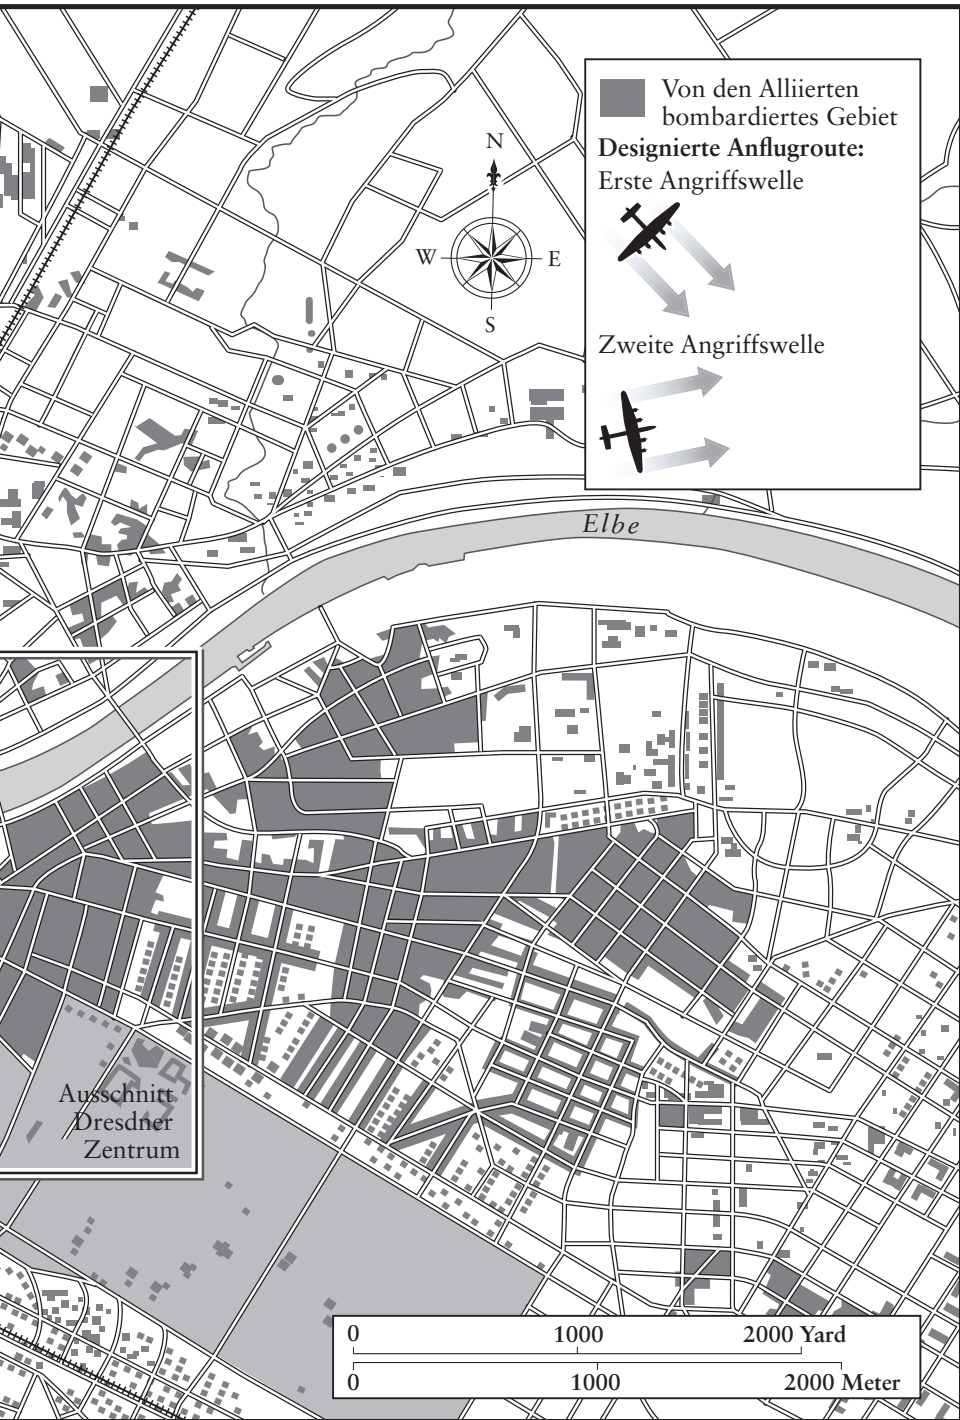 Von den Alliierten
bombardiertes Gebiet
Designierte Anflugroute:
Erste Angriffswelle
N
W
E
S
Zweite Angriffswelle
Elbe
Ausschnitt
Dresdner
Zentrum
0 1000 2000 Yard
0 1000 2000 Meter